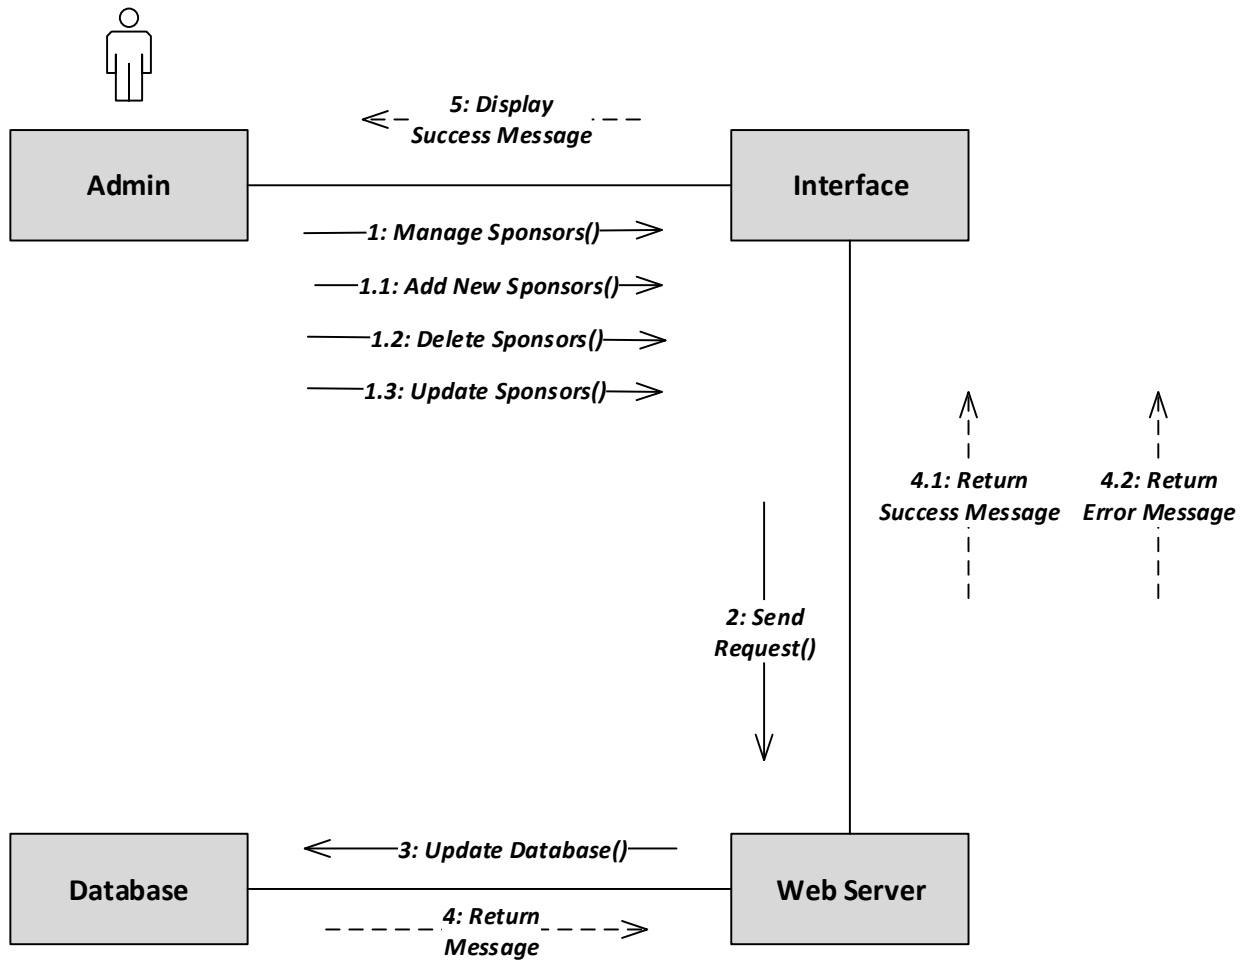 5: Display
Success Message
Admin
Interface
1: Manage Sponsors()
1.1: Add New Sponsors()
1.2: Delete Sponsors()
1.3: Update Sponsors()
4.1: Return
Success Message
4.2: Return
Error Message
2: Send
Request()
3: Update Database()
Database
Web Server
4: Return
Message